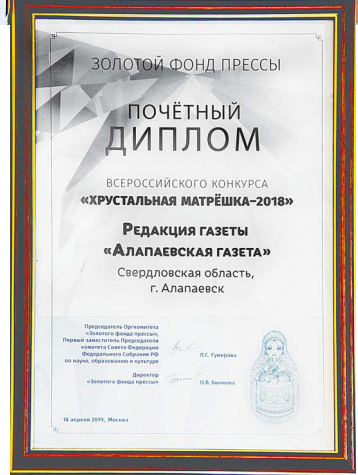 ЗОЛОТОЙ ФОНД ПРЕССЫ
ПОЧЁТНЫЙ
ДИПЛОМ
ВСЕРОССИЙСКОГО КОНКУРСА
«ХРУСТАЛЬНАЯ МАТРЁШКА–2018»
РЕДАКЦИЯ ГАЗЕТЫ
«АЛАПАЕВСКАЯ ГАЗЕТА»
Свердловская область,
г. Алапаевск
Председатель Оргкомитета
«Золотого фонда прессы»,
Первый заместитель Председателя
комитета Совета Федерации
Федерального Собрания РФ
по науке, образованию и культуре
Л.С. Гумерова
Директор
«Золотого фонда прессы»
О.В. Бычкова
18 апреля 2019, Москва